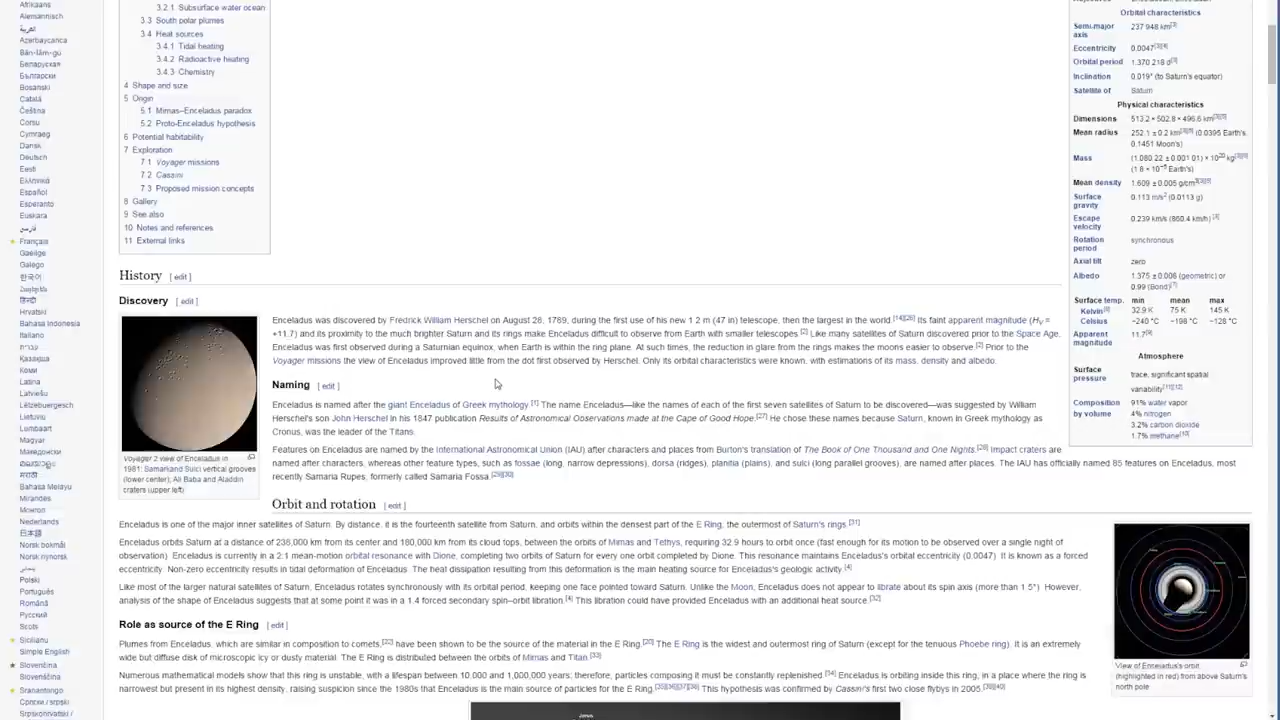 Afrikaans
Alemannisch
العربية
Azərbaycanca
Bân-lâm-gú
Беларуская
Български
Bosanski
Català
Čeština
Corsu
Cymraeg
Dansk
Deutsch
Eesti
Ελληνικά
Español
Esperanto
Euskara
فارسی
Français
Gaeilge
Galego
한국어
Հայերեն
हिन्दी
Hrvatski
Bahasa Indonesia
Italiano
עברית
Қазақша
Коми
Latina
Latviešu
Lëtzebuergesch
Lietuvių
Lumbaart
Magyar
Македонски
മലയാളം
Bahasa Melayu
Mirandés
Монгол
Nederlands
日本語
Norsk bokmål
Norsk nynorsk
Polski
Português
Română
Русский
Scots
Sicilianu
Simple English
Slovenčina
Slovenščina
Српски / srpski
Srpskohrvatski /
3.2.1 Subsurface water ocean
3.3 South polar plumes
3.4 Heat sources
3.4.1 Tidal heating
3.4.2 Radioactive heating
3.4.3 Chemistry
4 Shape and size
5 Origin
5.1 Mimas–Enceladus paradox
5.2 Proto-Enceladus hypothesis
6 Potential habitability
7 Exploration
7.1 Voyager missions
7.2 Cassini
7.3 Proposed mission concepts
8 Gallery
9 See also
10 Notes and references
11 External links
History [ edit ]
Discovery [ edit ]
Enceladus was discovered by Fredrick William Herschel on August 28, 1789, during the first use of his new 1.2 m (47 in) telescope, then the largest in the world.[14][26] Its faint apparent magnitude (HV =
+11.7) and its proximity to the much brighter Saturn and its rings make Enceladus difficult to observe from Earth with smaller telescopes.[2] Like many satellites of Saturn discovered prior to the Space Age,
Enceladus was first observed during a Saturnian equinox, when Earth is within the ring plane. At such times, the reduction in glare from the rings makes the moons easier to observe.[2] Prior to the
Voyager missions the view of Enceladus improved little from the dot first observed by Herschel. Only its orbital characteristics were known, with estimations of its mass, density and albedo.
Voyager 2 view of Enceladus in
1981: Samarkand Sulci vertical grooves
(lower center); Ali Baba and Aladdin
craters (upper left)
Naming [ edit ]
Enceladus is named after the giant Enceladus of Greek mythology.[1] The name Enceladus—like the names of each of the first seven satellites of Saturn to be discovered—was suggested by William
Herschel's son John Herschel in his 1847 publication Results of Astronomical Observations made at the Cape of Good Hope.[27] He chose these names because Saturn, known in Greek mythology as
Cronus, was the leader of the Titans.
Features on Enceladus are named by the International Astronomical Union (IAU) after characters and places from Burton's translation of The Book of One Thousand and One Nights.[28] Impact craters are
named after characters, whereas other feature types, such as fossae (long, narrow depressions), dorsa (ridges), planitia (plains), and sulci (long parallel grooves), are named after places. The IAU has officially named 85 features on Enceladus, most
recently Samaria Rupes, formerly called Samaria Fossa.[29][30]
Orbit and rotation [ edit ]
Enceladus is one of the major inner satellites of Saturn. By distance, it is the fourteenth satellite from Saturn, and orbits within the densest part of the E Ring, the outermost of Saturn's rings.[31]
Enceladus orbits Saturn at a distance of 238,000 km from its center and 180,000 km from its cloud tops, between the orbits of Mimas and Tethys, requiring 32.9 hours to orbit once (fast enough for its motion to be observed over a single night of
observation). Enceladus is currently in a 2:1 mean-motion orbital resonance with Dione, completing two orbits of Saturn for every one orbit completed by Dione. This resonance maintains Enceladus's orbital eccentricity (0.0047). It is known as a forced
eccentricity. Non-zero eccentricity results in tidal deformation of Enceladus. The heat dissipation resulting from this deformation is the main heating source for Enceladus's geologic activity.[4]
Like most of the larger natural satellites of Saturn, Enceladus rotates synchronously with its orbital period, keeping one face pointed toward Saturn. Unlike the Moon, Enceladus does not appear to librate about its spin axis (more than 1.5°). However,
analysis of the shape of Enceladus suggests that at some point it was in a 1:4 forced secondary spin–orbit libration.[4] This libration could have provided Enceladus with an additional heat source.[32]
Role as source of the E Ring [ edit ]
Plumes from Enceladus, which are similar in composition to comets,[22] have been shown to be the source of the material in the E Ring.[20] The E Ring is the widest and outermost ring of Saturn (except for the tenuous Phoebe ring). It is an extremely
wide but diffuse disk of microscopic icy or dusty material. The E Ring is distributed between the orbits of Mimas and Titan.[33]
Numerous mathematical models show that this ring is unstable, with a lifespan between 10,000 and 1,000,000 years; therefore, particles composing it must be constantly replenished.[34] Enceladus is orbiting inside this ring, in a place where the ring is
narrowest but present in its highest density, raising suspicion since the 1980s that Enceladus is the main source of particles for the E Ring.[35][36][37][38] This hypothesis was confirmed by Cassini's first two close flybys in 2005.[39][40]
View of Enceladus's orbit
(highlighted in red) from above Saturn's
north pole
Orbital characteristics
Semi-major axis 237 948 km[3]
Eccentricity 0.0047[3][4]
Orbital period 1.370 218 d[3]
Inclination 0.019° (to Saturn's equator)
Satellite of Saturn
Physical characteristics
Dimensions 513.2 × 502.8 × 496.6 km[3][5]
Mean radius 252.1 ± 0.2 km[3][5] (0.0395 Earth's,
0.1451 Moon's)
Mass (1.080 22 ± 0.001 01) × 10^20 kg[3][5]
(1.8 × 10^−5 Earth's)
Mean density 1.609 ± 0.005 g/cm3[3][5]
Surface gravity 0.113 m/s2 (0.0113 g)
Escape velocity 0.239 km/s (860.4 km/h)[3]
Rotation period synchronous
Axial tilt zero
Albedo 1.375 ± 0.008 (geometric) or
0.99 (Bond)[7]
Surface temp. min mean max
Kelvin[8] 32.9 K 75 K 145 K
Celsius −240 °C −198 °C −128 °C
Apparent magnitude 11.7[9]
Atmosphere
Surface pressure trace, significant spatial
variability[11][12]
Composition by volume 91% water vapor
4% nitrogen
3.2% carbon dioxide
1.7% methane[10]